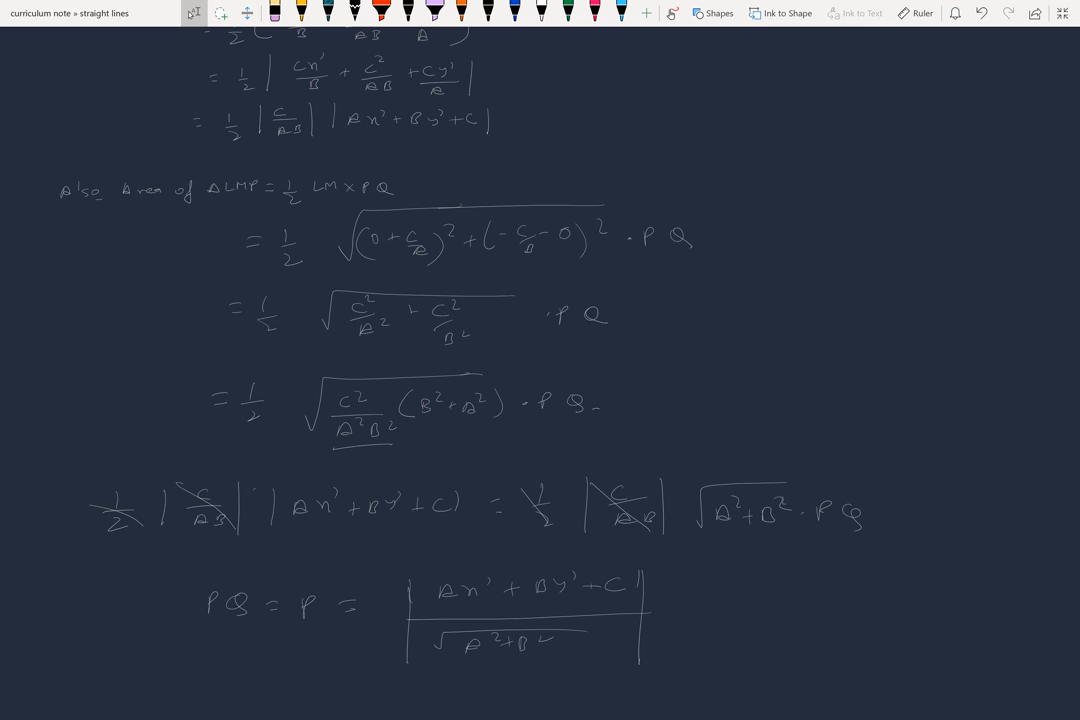 curriculum note » straight lines
Shapes Ink to Shape Ink to Text Ruler
= 1/2 ( B AB A )
= 1/2 | Cx'/B + C²/AB + Cy'/A |
= 1/2 | C/AB | | Ax' + By' + C |
Also Area of ΔLMP = 1/2 LM × PQ
= 1/2 √((0 + C/A)² + (-C/B - 0)²) . PQ
= 1/2 √(C²/A² + C²/B²) . PQ
= 1/2 √(C²/A²B² (B² + A²)) . PQ.
1/2 | C/AB | | Ax' + By' + C | = 1/2 | C/AB | √(A² + B²) . PQ
PQ = P = | Ax' + By' + C / √(A² + B²) |